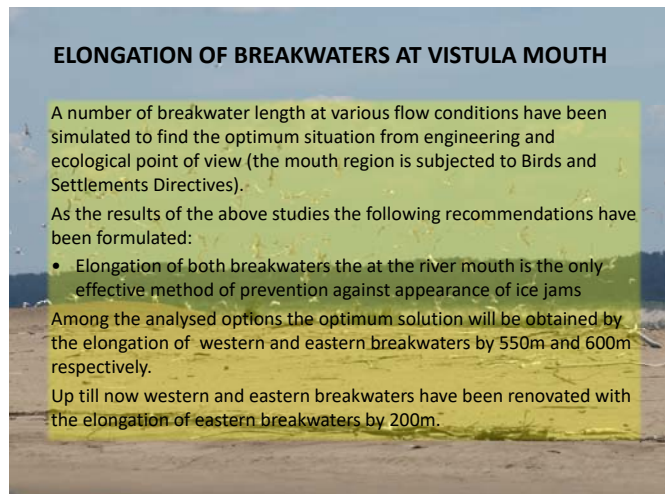 ELONGATION OF BREAKWATERS AT VISTULA MOUTH
A number of breakwater length at various flow conditions have been
simulated to find the optimum situation from engineering and
ecological point of view (the mouth region is subjected to Birds and
Settlements Directives).
As the results of the above studies the following recommendations have
been formulated:
• Elongation of both breakwaters the at the river mouth is the only
effective method of prevention against appearance of ice jams
Among the analysed options the optimum solution will be obtained by
the elongation of western and eastern breakwaters by 550m and 600m
respectively.
Up till now western and eastern breakwaters have been renovated with
the elongation of eastern breakwaters by 200m.